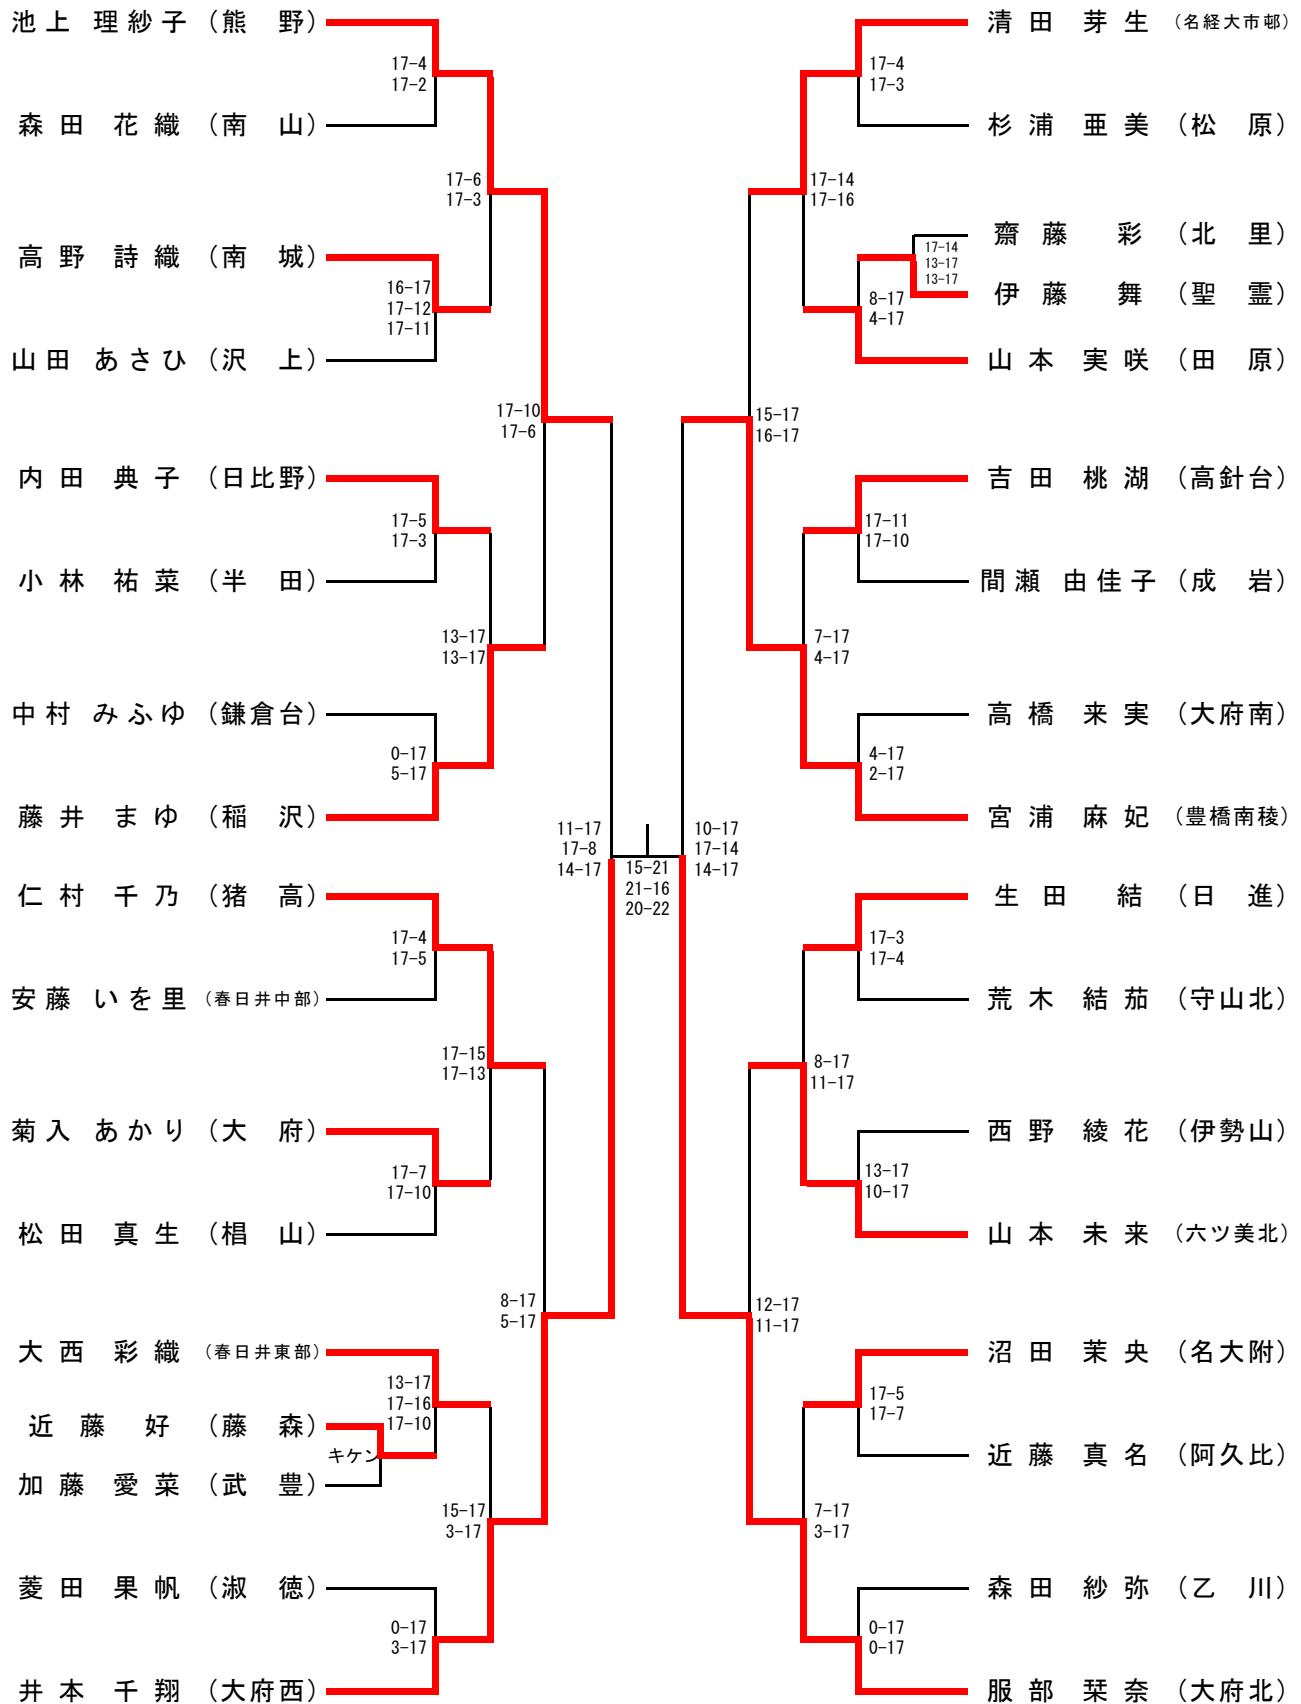 池上 理紗子 (熊 野)
17-4
17-2
森田 花織 (南 山)
17-6
17-3
高野 詩織 (南 城)
16-17
17-12
17-11
山田 あさひ (沢 上)
17-10
17-6
内田 典子 (日比野)
17-5
17-3
小林 祐菜 (半 田)
13-17
13-17
中村 みふゆ (鎌倉台)
0-17
5-17
藤井 まゆ (稲 沢)
11-17
17-8
14-17
仁村 千乃 (猪 高)
17-4
17-5
安藤 いを里 (春日井中部)
17-15
17-13
菊入 あかり (大 府)
17-7
17-10
松田 真生 (椙 山)
8-17
5-17
大西 彩織 (春日井東部)
13-17
17-16
17-10
近藤 好 (藤 森)
キケン
加藤 愛菜 (武 豊)
15-17
3-17
菱田 果帆 (淑 徳)
0-17
3-17
井本 千翔 (大府西)
15-21
21-16
20-22
清田 芽生 (名経大市邨)
17-4
17-3
杉浦 亜美 (松 原)
17-14
17-16
齋藤 彩 (北 里)
17-14
13-17
13-17
伊藤 舞 (聖 霊)
8-17
4-17
山本 実咲 (田 原)
15-17
16-17
吉田 桃湖 (高針台)
17-11
17-10
間瀬 由佳子 (成 岩)
7-17
4-17
高橋 来実 (大府南)
4-17
2-17
宮浦 麻妃 (豊橋南稜)
10-17
17-14
14-17
生田 結 (日 進)
17-3
17-4
荒木 結茄 (守山北)
8-17
11-17
西野 綾花 (伊勢山)
13-17
10-17
山本 未来 (六ツ美北)
12-17
11-17
沼田 茉央 (名大附)
17-5
17-7
近藤 真名 (阿久比)
7-17
3-17
森田 紗弥 (乙 川)
0-17
0-17
服部 栞奈 (大府北)